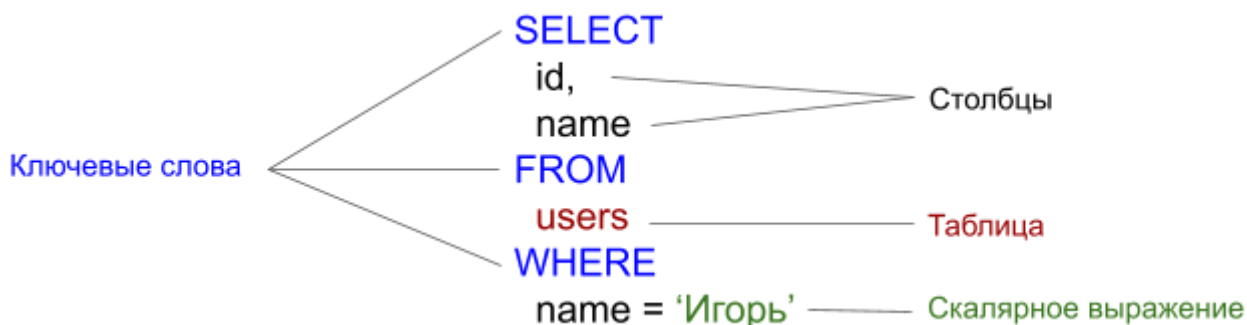 SELECT
id,
name
Столбцы
Ключевые слова
FROM
users
Таблица
WHERE
name = ‘Игорь’
Скалярное выражение